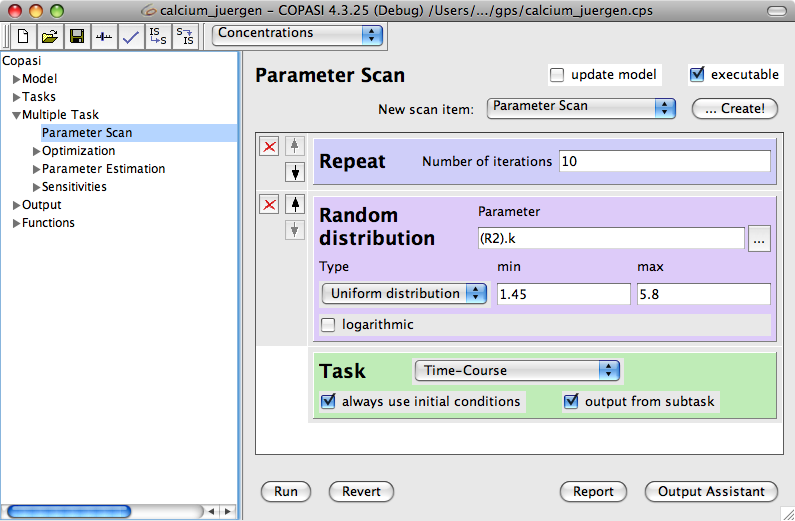 calcium_juergen - COPASI 4.3.25 (Debug) /Users/.../gps/calcium_juergen.cps
IS
S
S
IS
Concentrations
Copasi
Model
Tasks
Multiple Task
Parameter Scan
Optimization
Parameter Estimation
Sensitivities
Output
Functions
Parameter Scan
update model
executable
New scan item:
Parameter Scan
... Create!
Repeat
Number of iterations
10
Random
distribution
Parameter
(R2).k
...
Type
min
max
Uniform distribution
1.45
5.8
logarithmic
Task
Time-Course
always use initial conditions
output from subtask
Run
Revert
Report
Output Assistant